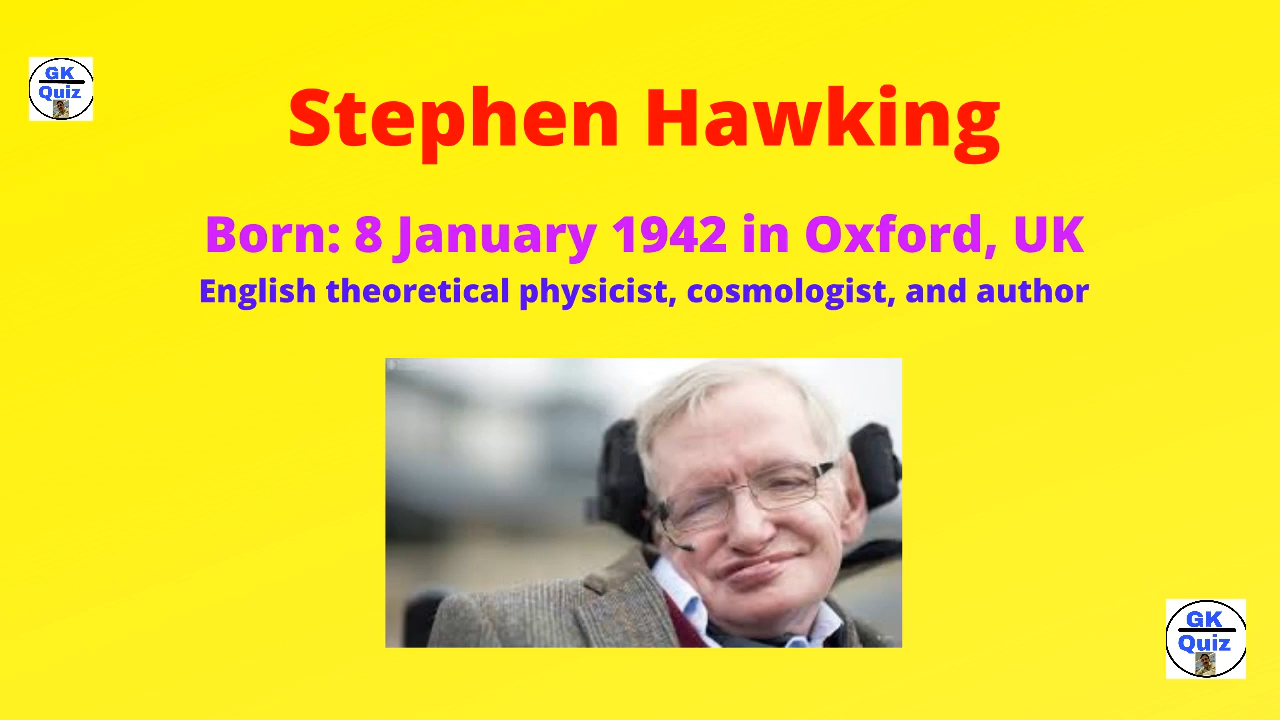 GK
Quiz
Stephen Hawking
Born: 8 January 1942 in Oxford, UK
English theoretical physicist, cosmologist, and author
GK
Quiz